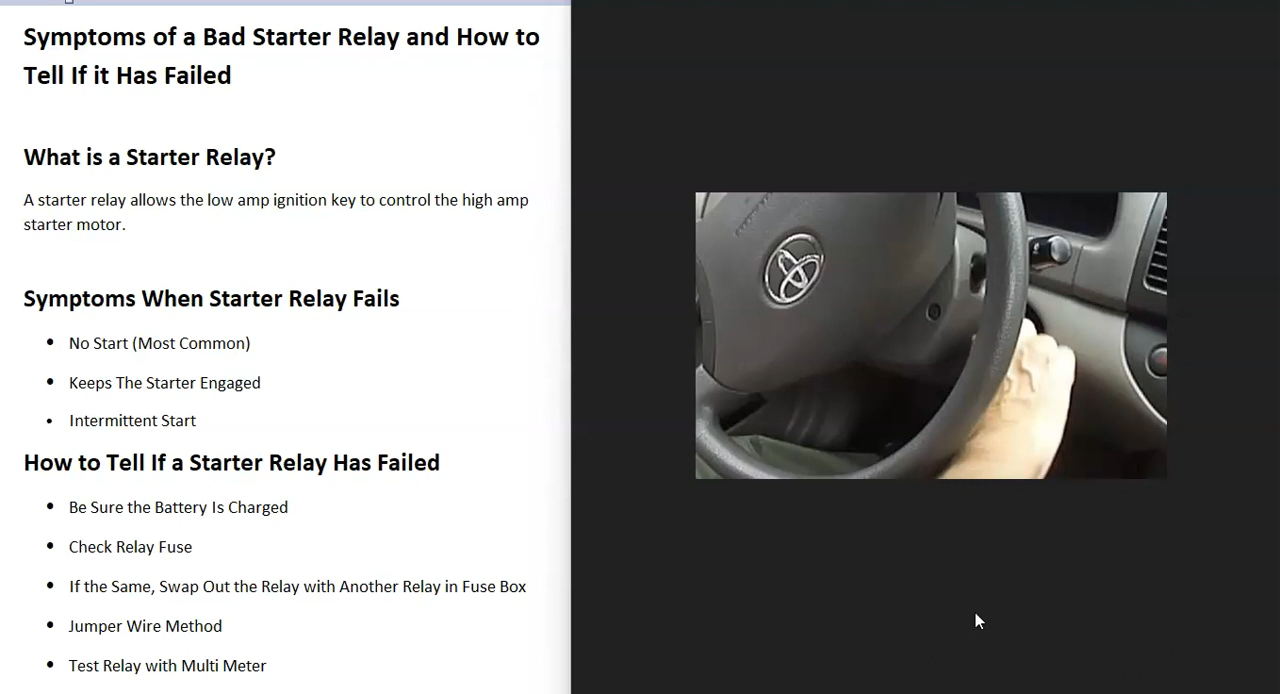 Symptoms of a Bad Starter Relay and How to
Tell If it Has Failed
What is a Starter Relay?
A starter relay allows the low amp ignition key to control the high amp
starter motor.
Symptoms When Starter Relay Fails
• No Start (Most Common)
• Keeps The Starter Engaged
• Intermittent Start
How to Tell If a Starter Relay Has Failed
• Be Sure the Battery Is Charged
• Check Relay Fuse
• If the Same, Swap Out the Relay with Another Relay in Fuse Box
• Jumper Wire Method
• Test Relay with Multi Meter